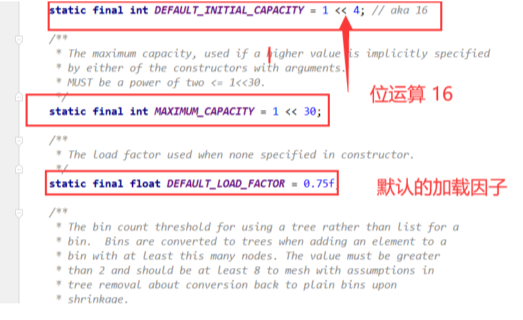 static final int DEFAULT_INITIAL_CAPACITY = 1 << 4; // aka 16
/**
* The maximum capacity, used if a higher value is implicitly specified
* by either of the constructors with arguments.
* MUST be a power of two <= 1<<30.
*/
位运算 16
static final int MAXIMUM_CAPACITY = 1 << 30;
/**
* The load factor used when none specified in constructor.
*/
static final float DEFAULT_LOAD_FACTOR = 0.75f
默认的加载因子
/**
* The bin count threshold for using a tree rather than list for a
* bin.  Bins are converted to trees when adding an element to a
* bin with at least this many nodes. The value must be greater
* than 2 and should be at least 8 to mesh with assumptions in
* tree removal about conversion back to plain bins upon
* shrinkage.